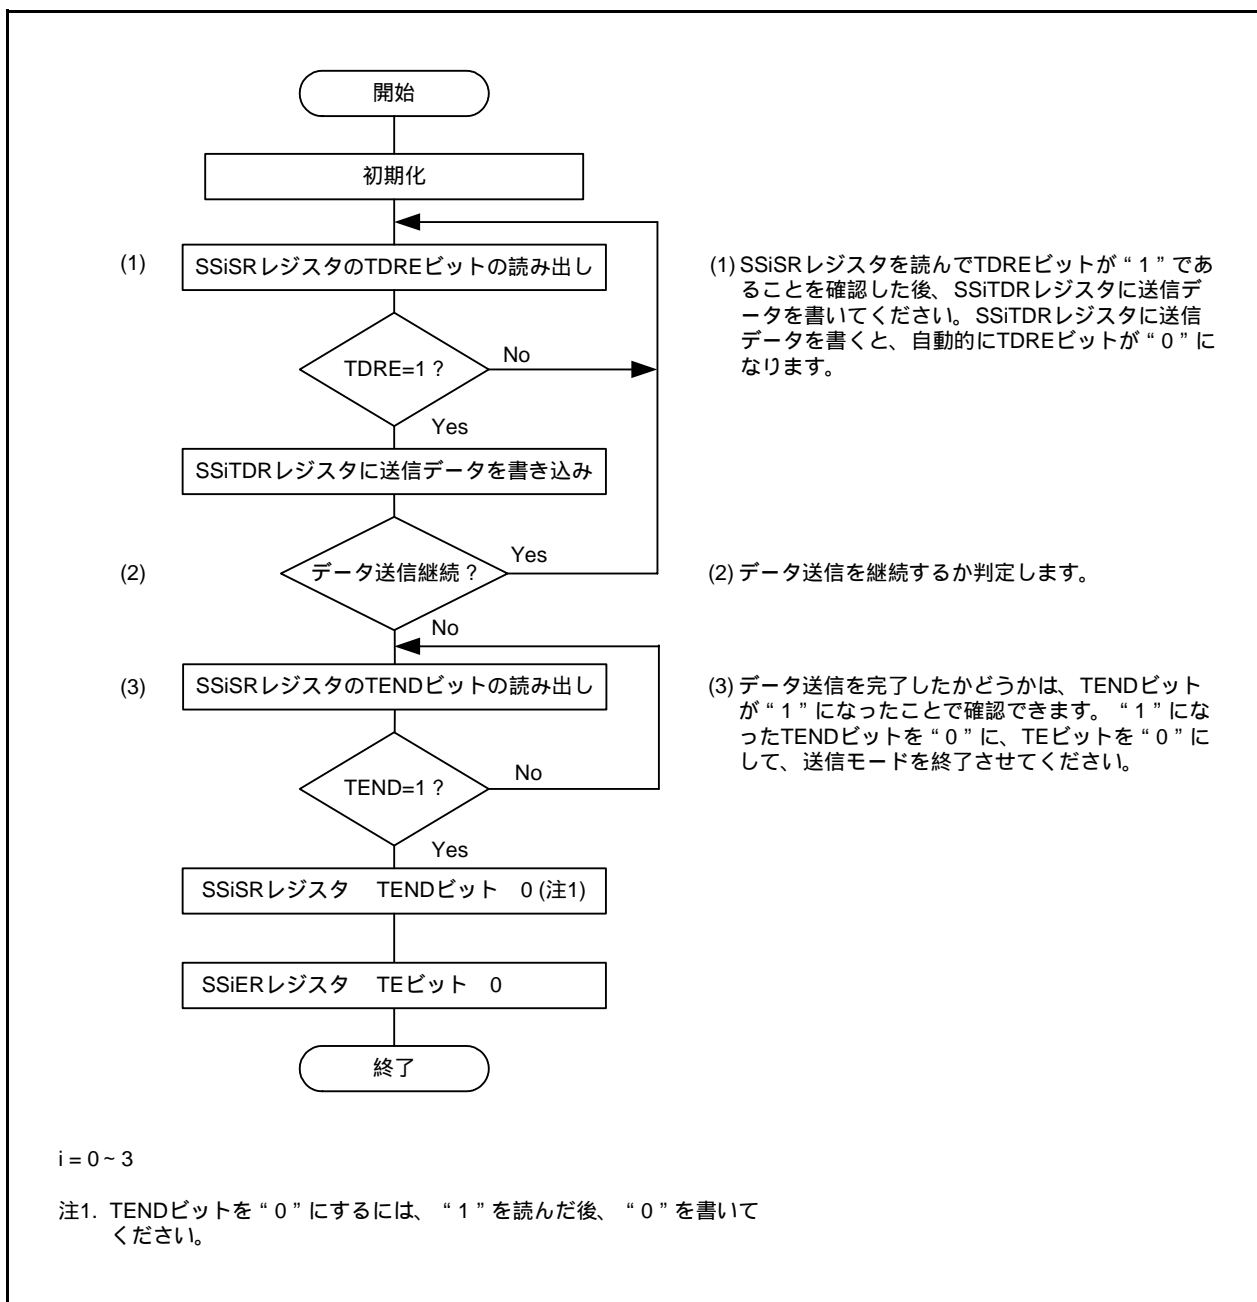 開始
初期化
(1)
SSiSRレジスタのTDREビットの読み出し
TDRE=1 ?
No
Yes
SSiTDRレジスタに送信データを書き込み
(2)
データ送信継続 ?
Yes
No
(3)
SSiSRレジスタのTENDビットの読み出し
TEND=1 ?
No
Yes
SSiSRレジスタ TENDビット 0 (注1)
SSiERレジスタ TEビット 0
終了
(1) SSiSRレジスタを読んでTDREビットが“1”であ
ることを確認した後、SSiTDRレジスタに送信デ
ータを書いてください。SSiTDRレジスタに送信
データを書くと、自動的にTDREビットが“0”に
なります。
(2) データ送信を継続するか判定します。
(3) データ送信を完了したかどうかは、TENDビット
が“1”になったことで確認できます。“1”にな
ったTENDビットを“0”に、TEビットを“0”に
して、送信モードを終了させてください。
i = 0 ~ 3
注1. TENDビットを“0”にするには、“1”を読んだ後、“0”を書いて
ください。